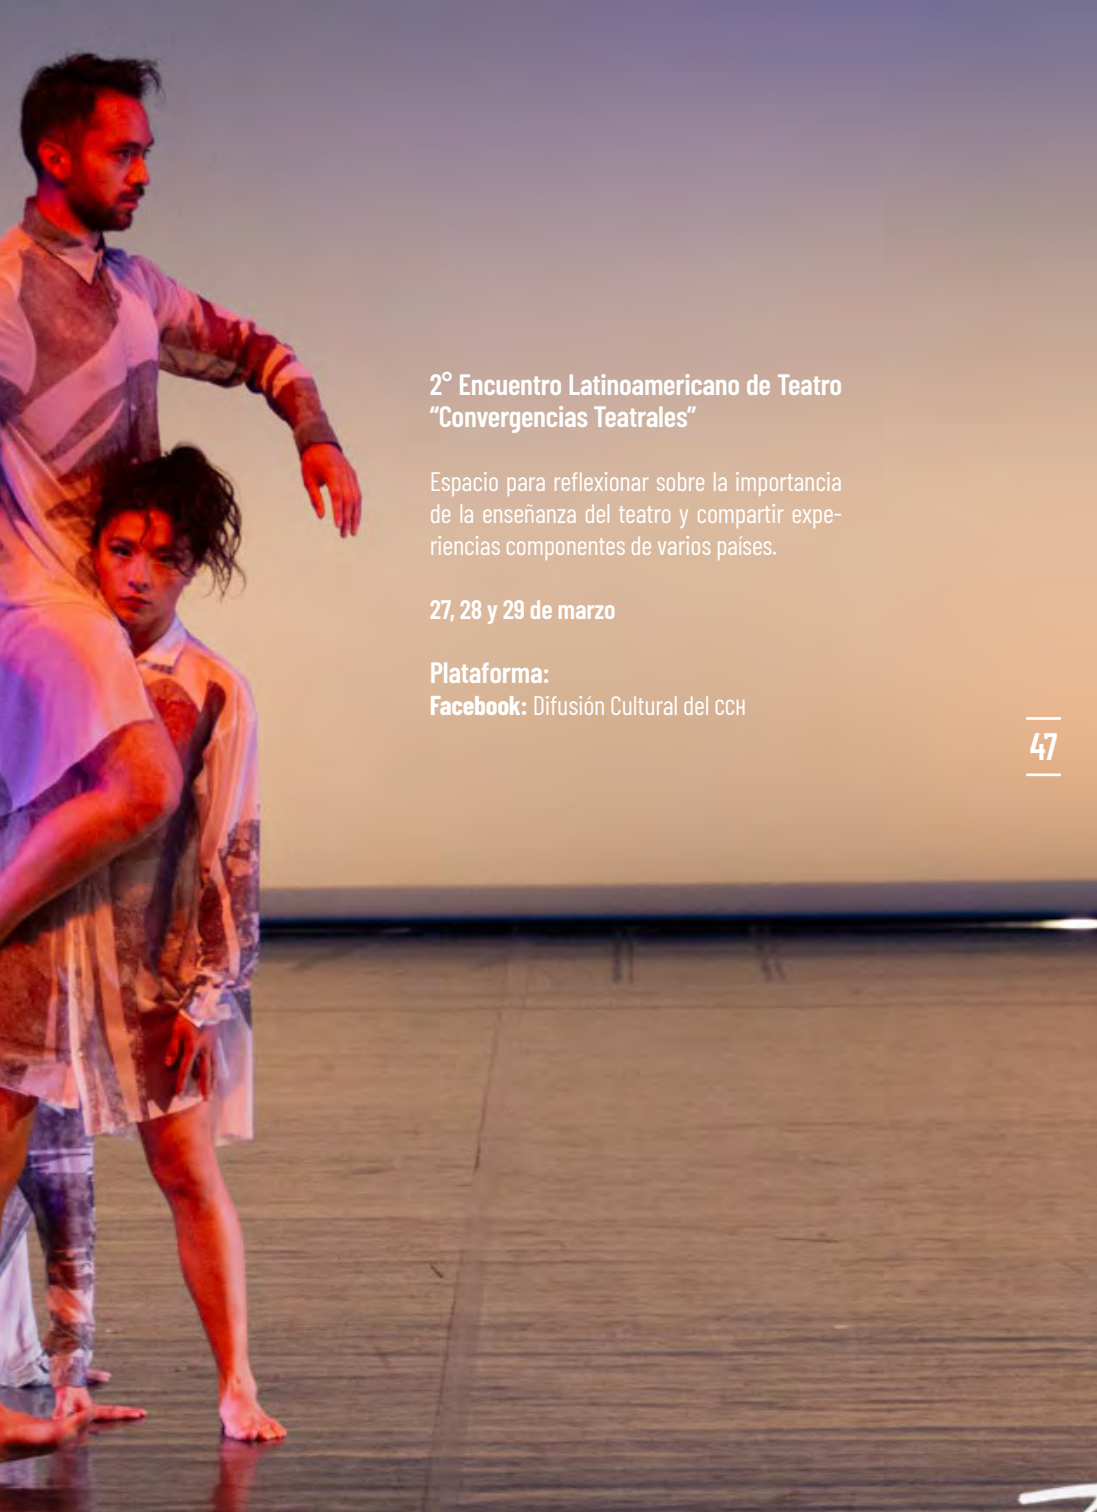 2° Encuentro Latinoamericano de Teatro
“Convergencias Teatrales”
Espacio para reflexionar sobre la importancia
de la enseñanza del teatro y compartir expe-
riencias componentes de varios países.
27, 28 y 29 de marzo
Plataforma:
Facebook: Difusión Cultural del CCH
47